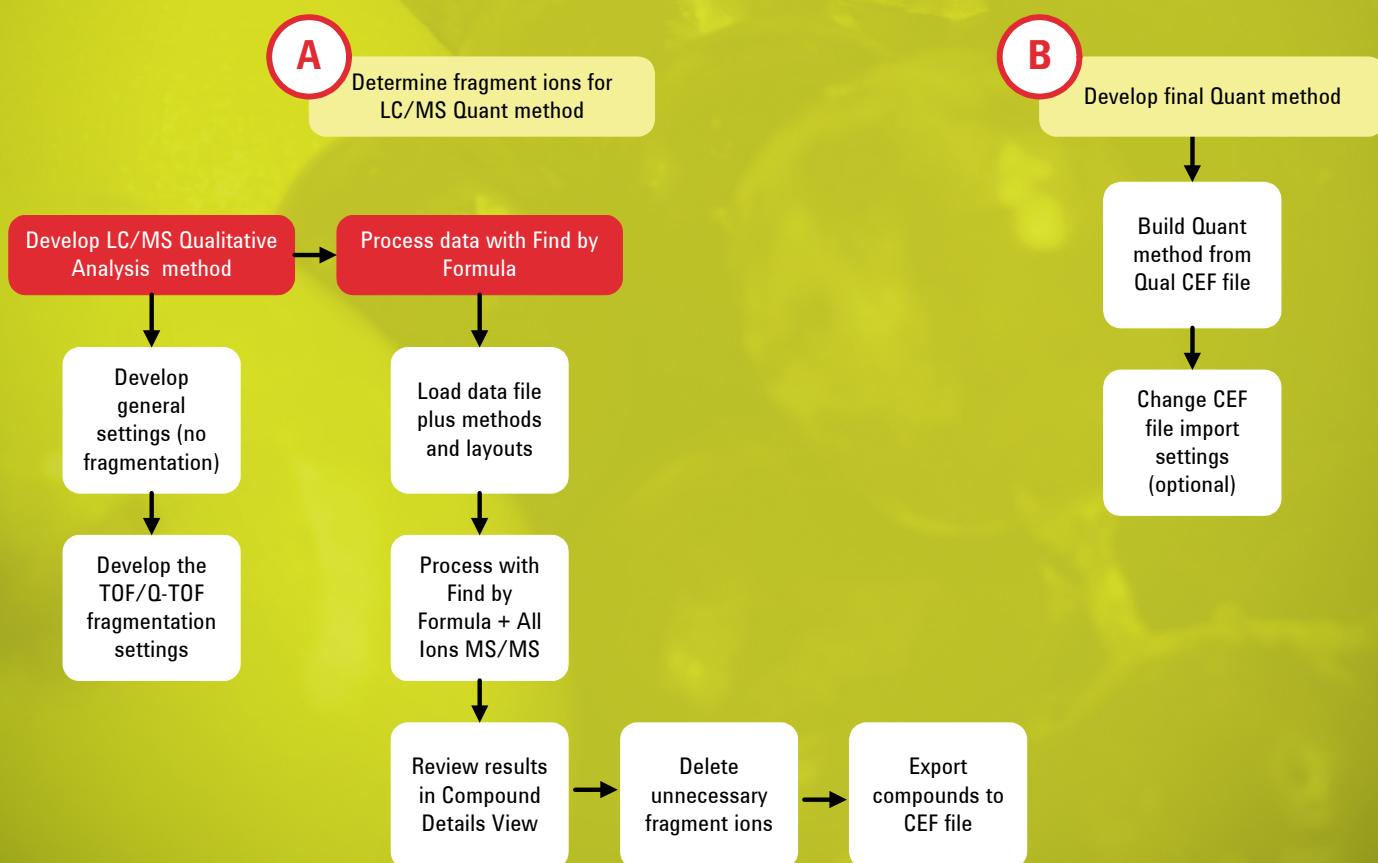 A
Determine fragment ions for
LC/MS Quant method
Develop LC/MS Qualitative
Analysis method
Process data with Find by
Formula
Develop
general
settings (no
fragmentation)
Develop the
TOF/Q-TOF
fragmentation
settings
Load data file
plus methods
and layouts
Process with
Find by
Formula + All
Ions MS/MS
Review results
in Compound
Details View
Delete
unnecessary
fragment ions
Export
compounds to
CEF file
B
Develop final Quant method
Build Quant
method from
Qual CEF file
Change CEF
file import
settings
(optional)